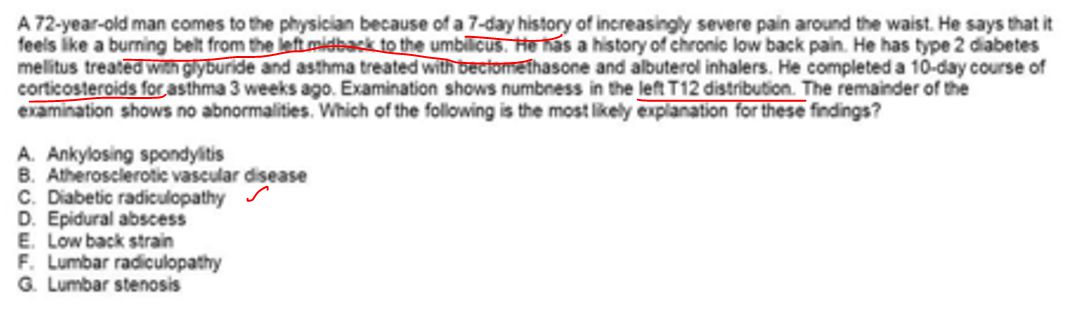 A 72-year-old man comes to the physician because of a 7-day history of increasingly severe pain around the waist. He says that it
feels like a burning belt from the left midback to the umbilicus. He has a history of chronic low back pain. He has type 2 diabetes
mellitus treated with glyburide and asthma treated with beclomethasone and albuterol inhalers. He completed a 10-day course of
corticosteroids for asthma 3 weeks ago. Examination shows numbness in the left T12 distribution. The remainder of the
examination shows no abnormalities. Which of the following is the most likely explanation for these findings?
A. Ankylosing spondylitis
B. Atherosclerotic vascular disease
C. Diabetic radiculopathy
D. Epidural abscess
E. Low back strain
F. Lumbar radiculopathy
G. Lumbar stenosis